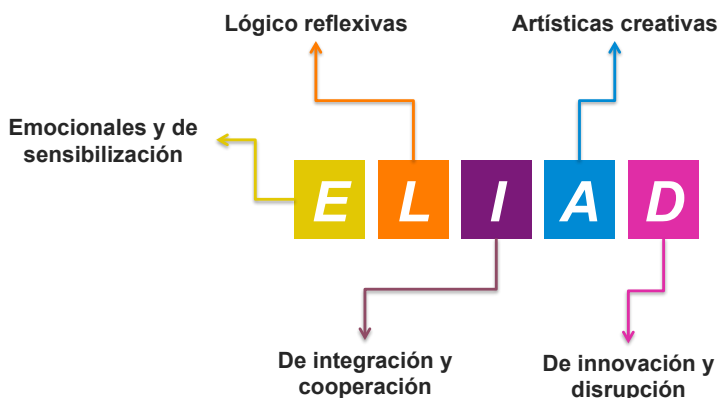 Lógico reflexivas
Artísticas creativas
Emocionales y de
sensibilización
E L I A D
De integración y
cooperación
De innovación y
disrupción